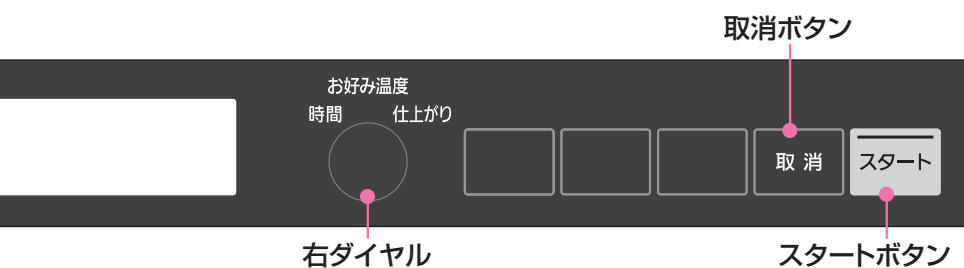 取消ボタン
お好み温度
時間 仕上がり
取消
スタート
右ダイヤル
スタートボタン